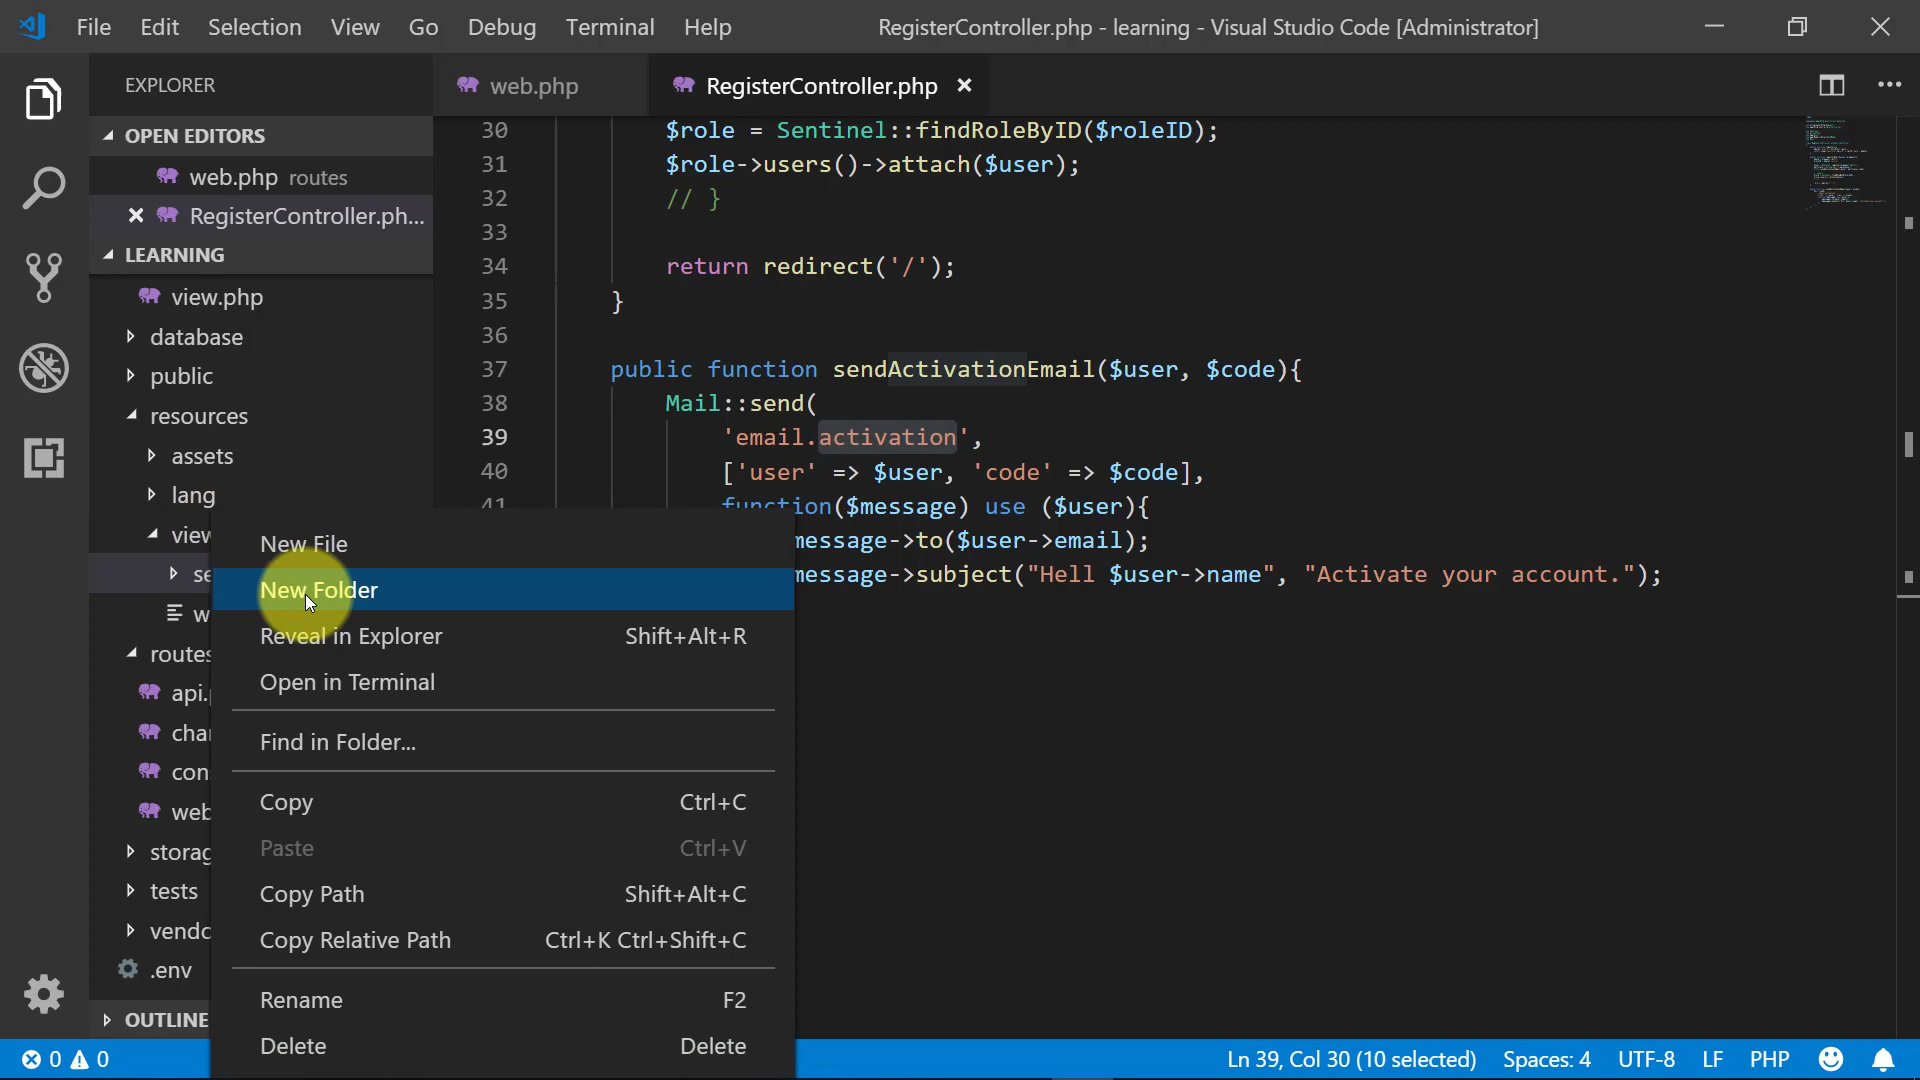 File Edit Selection View Go Debug Terminal Help RegisterController.php - learning - Visual Studio Code [Administrator]
EXPLORER
OPEN EDITORS
web.php routes
RegisterController.ph...
LEARNING
view.php
database
public
resources
assets
lang
view
se
w
routes
api.
cha
con
web
storag
tests
vend
.env
OUTLINE
web.php RegisterController.php
30 $role = Sentinel::findRoleByID($roleID);
31 $role->users()->attach($user);
32 // }
33
34 return redirect('/');
35 }
36
37 public function sendActivationEmail($user, $code){
38 Mail::send(
39 'email.activation',
40 ['user' => $user, 'code' => $code],
41 function($message) use ($user){
message->to($user->email);
message->subject("Hell $user->name", "Activate your account.");
New File
New Folder
Reveal in Explorer Shift+Alt+R
Open in Terminal
Find in Folder...
Copy Ctrl+C
Paste Ctrl+V
Copy Path Shift+Alt+C
Copy Relative Path Ctrl+K Ctrl+Shift+C
Rename F2
Delete Delete
0 0 Ln 39, Col 30 (10 selected) Spaces: 4 UTF-8 LF PHP